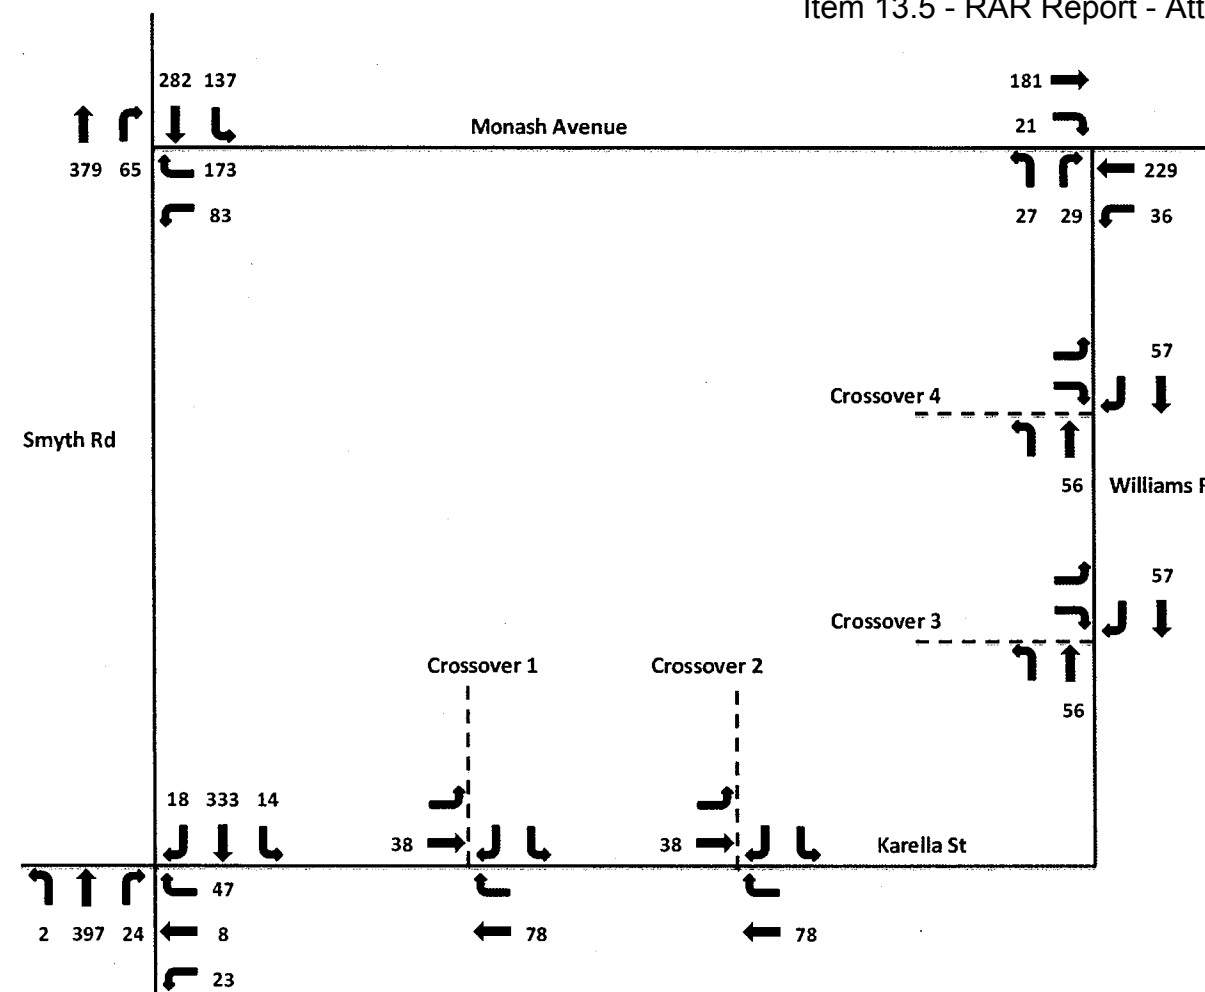 Item 13.5 - RAR Report - Att
282 137
181
Monash Avenue
21
379 65
173
229
83
27 29
36
57
Crossover 4
Smyth Rd
56
Williams
57
Crossover 3
Crossover 1
Crossover 2
56
18 333 14
38
38
Karella St
47
2 397 24
8
78
78
23